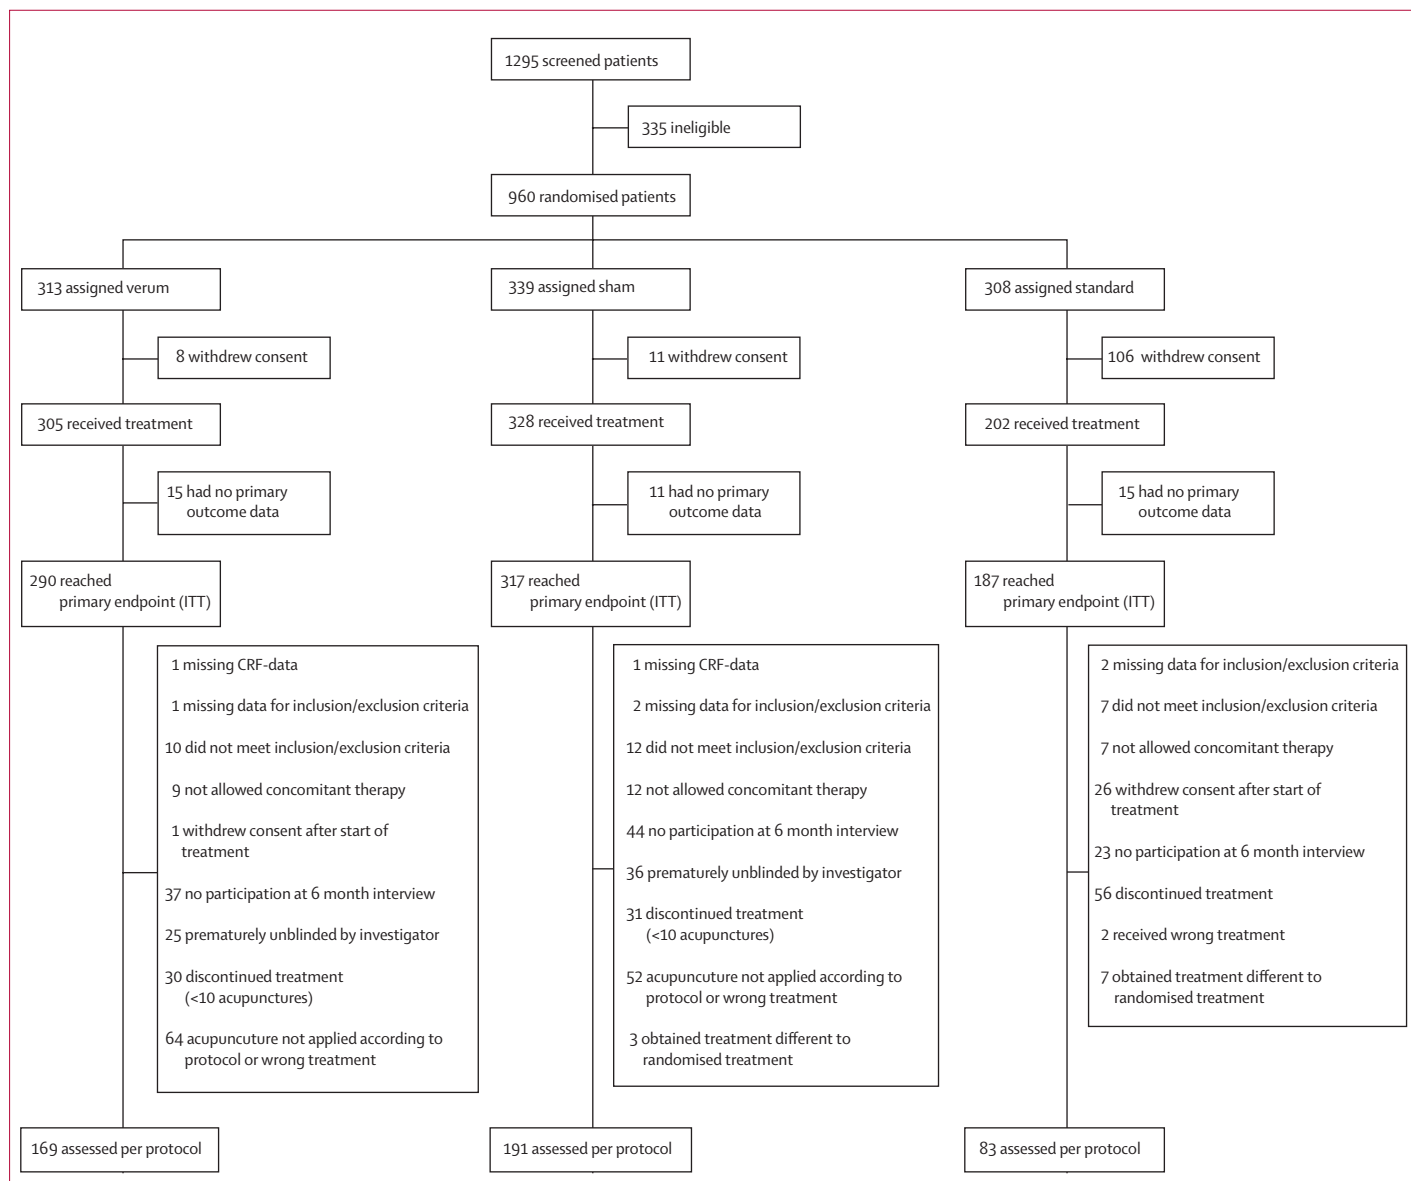 1295 screened patients
335 ineligible
960 randomised patients
313 assigned verum
339 assigned sham
308 assigned standard
8 withdrew consent
11 withdrew consent
106 withdrew consent
305 received treatment
328 received treatment
202 received treatment
15 had no primary
outcome data
11 had no primary
outcome data
15 had no primary
outcome data
290 reached
primary endpoint (ITT)
317 reached
primary endpoint (ITT)
187 reached
primary endpoint (ITT)
1 missing CRF-data
1 missing data for inclusion/exclusion criteria
10 did not meet inclusion/exclusion criteria
9 not allowed concomitant therapy
1 withdrew consent after start of
treatment
37 no participation at 6 month interview
25 prematurely unblinded by investigator
30 discontinued treatment
(<10 acupunctures)
64 acupuncuture not applied according to
protocol or wrong treatment
1 missing CRF-data
2 missing data for inclusion/exclusion criteria
12 did not meet inclusion/exclusion criteria
12 not allowed concomitant therapy
44 no participation at 6 month interview
36 prematurely unblinded by investigator
31 discontinued treatment
(<10 acupunctures)
52 acupuncuture not applied according to
protocol or wrong treatment
3 obtained treatment different to
randomised treatment
2 missing data for inclusion/exclusion criteria
7 did not meet inclusion/exclusion criteria
7 not allowed concomitant therapy
26 withdrew consent after start of
treatment
23 no participation at 6 month interview
56 discontinued treatment
2 received wrong treatment
7 obtained treatment different to
randomised treatment
169 assessed per protocol
191 assessed per protocol
83 assessed per protocol